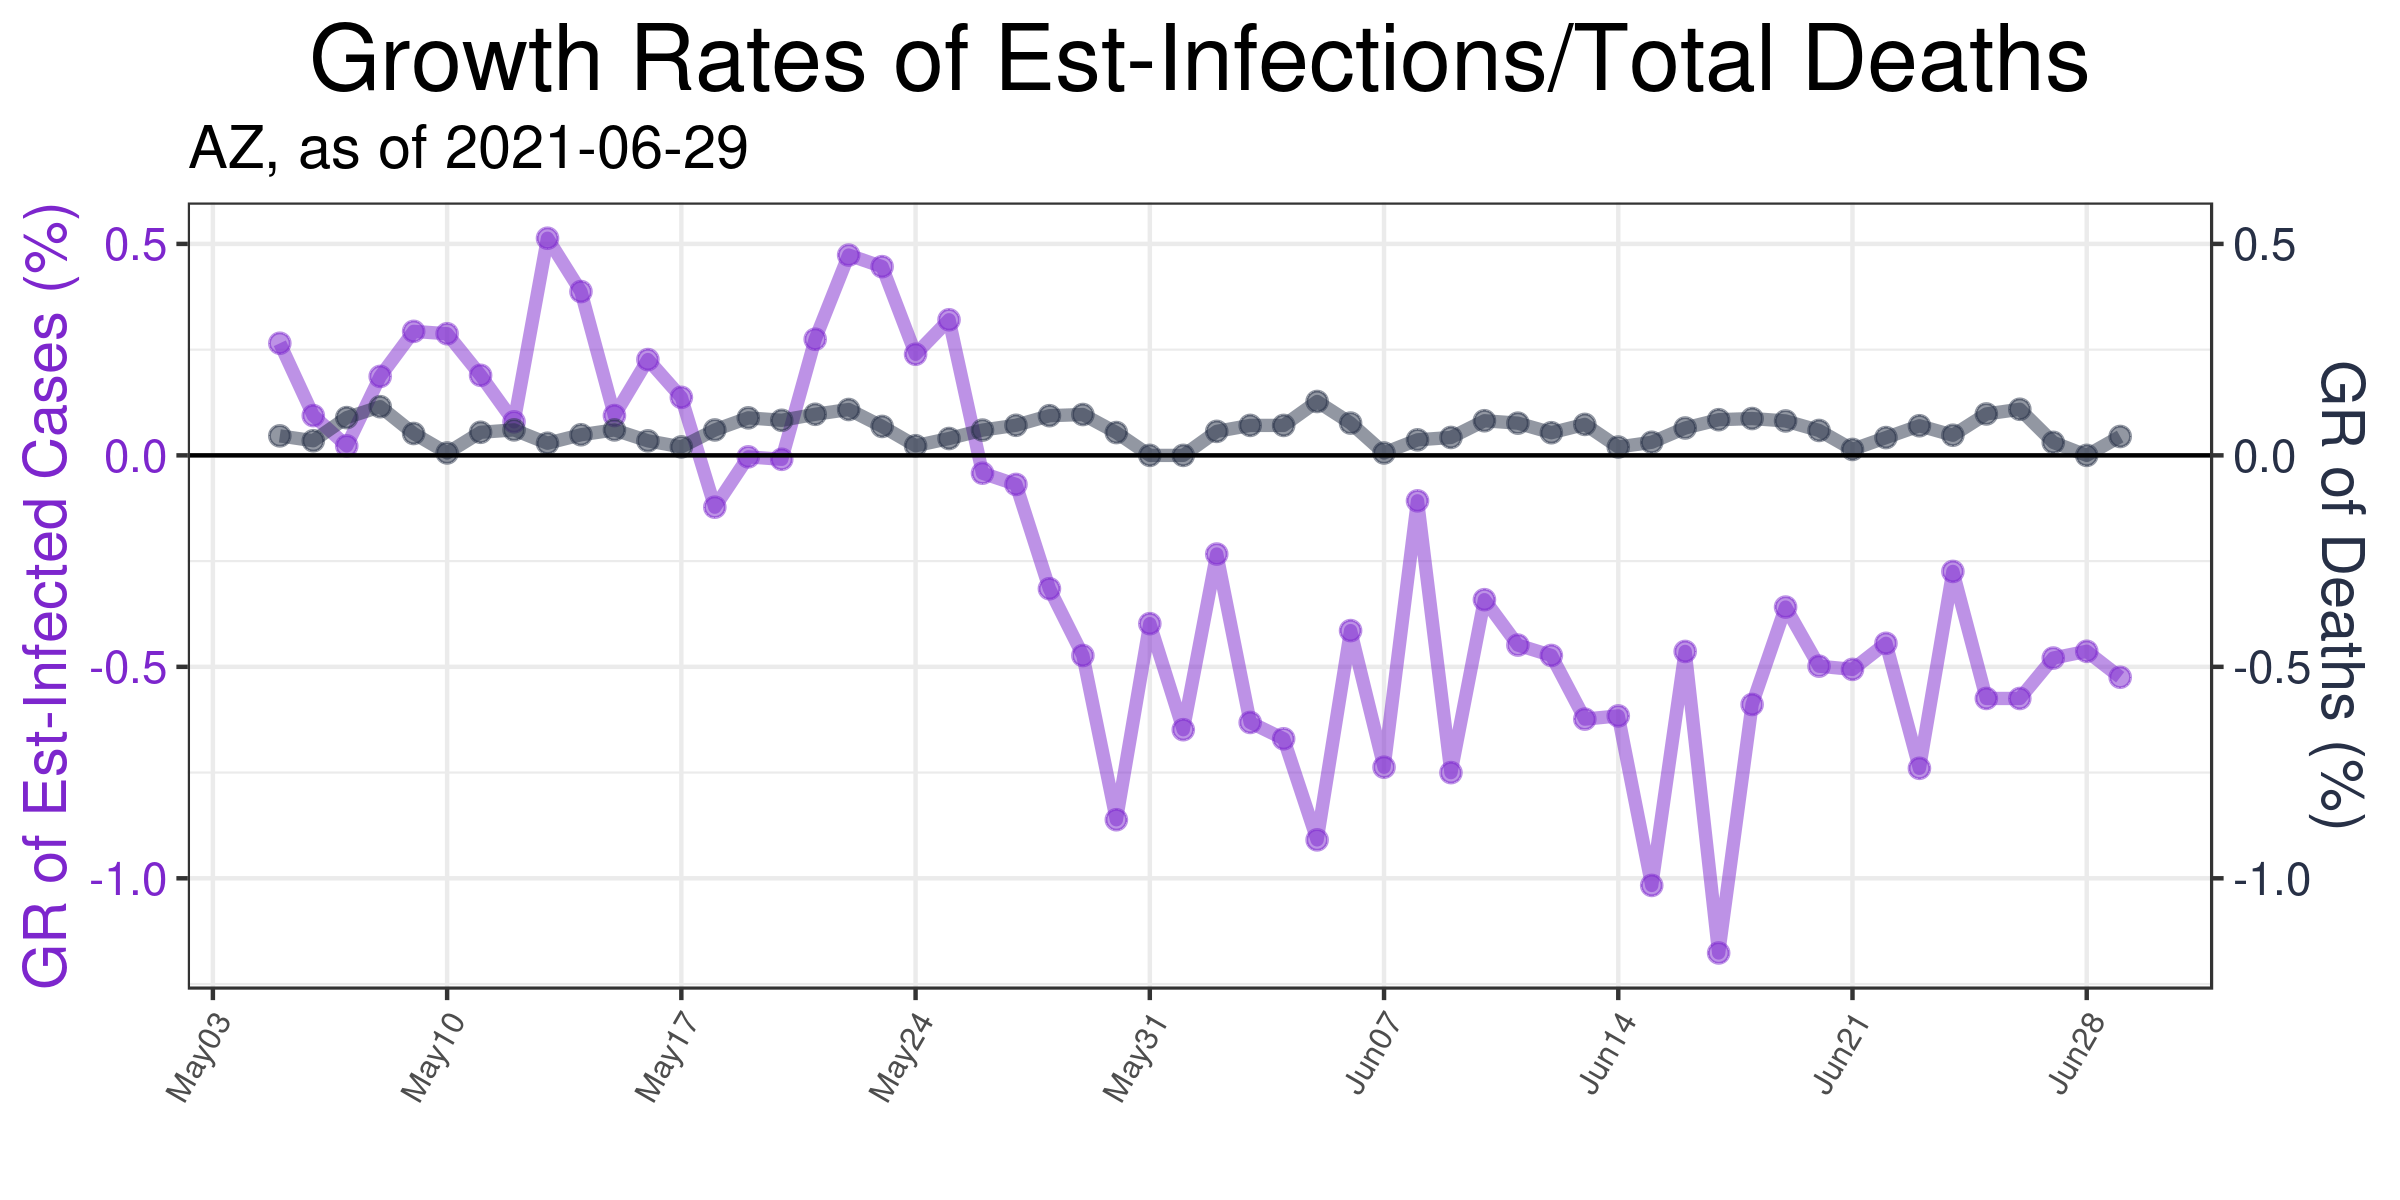 Growth Rates of Est-Infections/Total Deaths
AZ, as of 2021-06-29
GR of Est-Infected Cases (%)
0.5
0.0
-0.5
-1.0
0.5
0.0
-0.5
-1.0
GR of Deaths (%)
May03
May10
May17
May24
May31
Jun07
Jun14
Jun21
Jun28